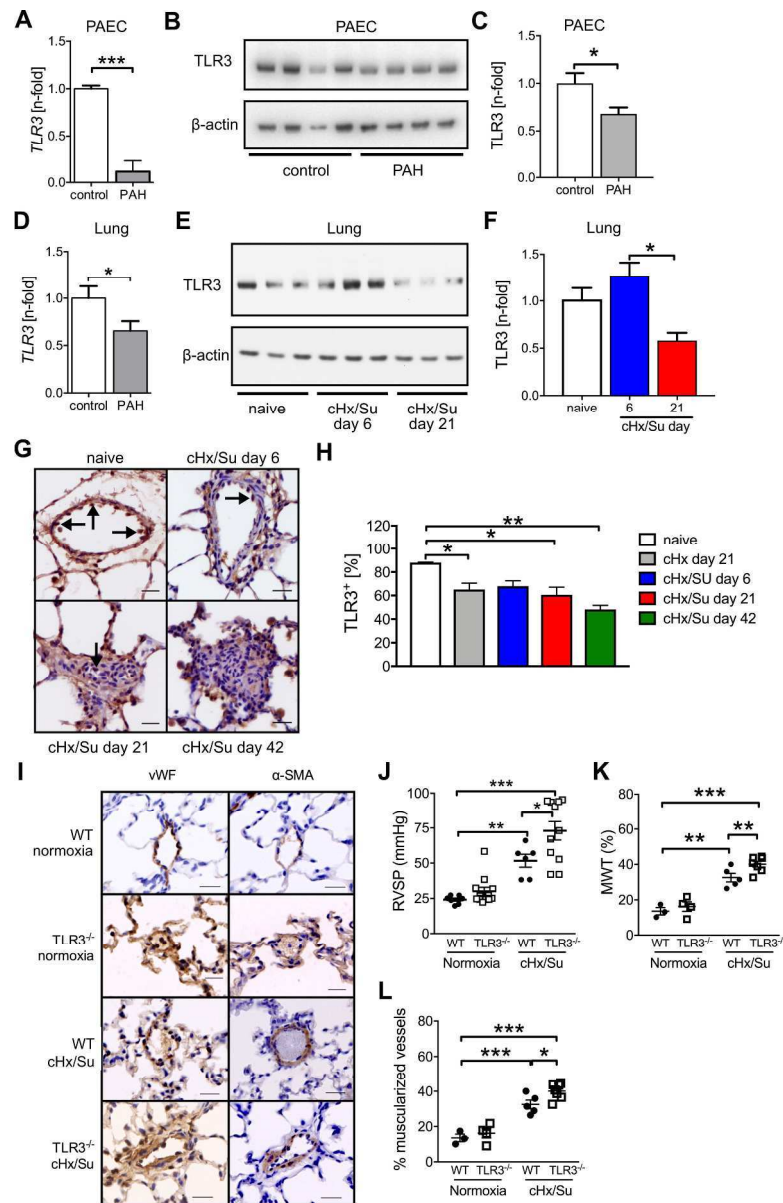 A
PAEC
TLR3 [n-fold]
1.5
1.0
0.5
0.0
***
control PAH
B
PAEC
TLR3
β-actin
control PAH
C
PAEC
TLR3 [n-fold]
1.5
1.0
0.5
0.0
*
control PAH
D
Lung
TLR3 [n-fold]
1.5
1.0
0.5
0.0
*
control PAH
E
Lung
TLR3
β-actin
naive cHx/Su cHx/Su
day 6 day 21
F
Lung
TLR3 [n-fold]
2.0
1.5
1.0
0.5
0.0
*
naive 6 21
cHx/Su day
G
naive cHx/Su day 6
cHx/Su day 21 cHx/Su day 42
H
TLR3⁺ [%]
120
100
80
60
40
20
0
**
*
*
naive
cHx day 21
cHx/SU day 6
cHx/Su day 21
cHx/Su day 42
I
vWF α-SMA
WT
normoxia
TLR3⁻/⁻
normoxia
WT
cHx/Su
TLR3⁻/⁻
cHx/Su
J
RVSP (mmHg)
100
75
50
25
0
***
**
*
WT TLR3⁻/⁻ WT TLR3⁻/⁻
Normoxia cHx/Su
K
MWT (%)
80
60
40
20
0
***
**
**
WT TLR3⁻/⁻ WT TLR3⁻/⁻
Normoxia cHx/Su
L
% muscularized vessels
80
60
40
20
0
***
***
*
WT TLR3⁻/⁻ WT TLR3⁻/⁻
Normoxia cHx/Su